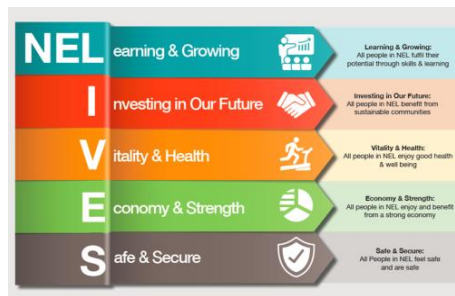 NEL earning & Growing
Learning & Growing:
All people in NEL fulfil their
potential through skills & learning
I nvesting in Our Future
Investing in Our Future:
All people in NEL benefit from
sustainable communities
V itality & Health
Vitality & Health:
All people in NEL enjoy good health
& well being
E conomy & Strength
Economy & Strength:
All people in NEL enjoy and benefit
from a strong economy
S afe & Secure
Safe & Secure:
All People in NEL feel safe
and are safe